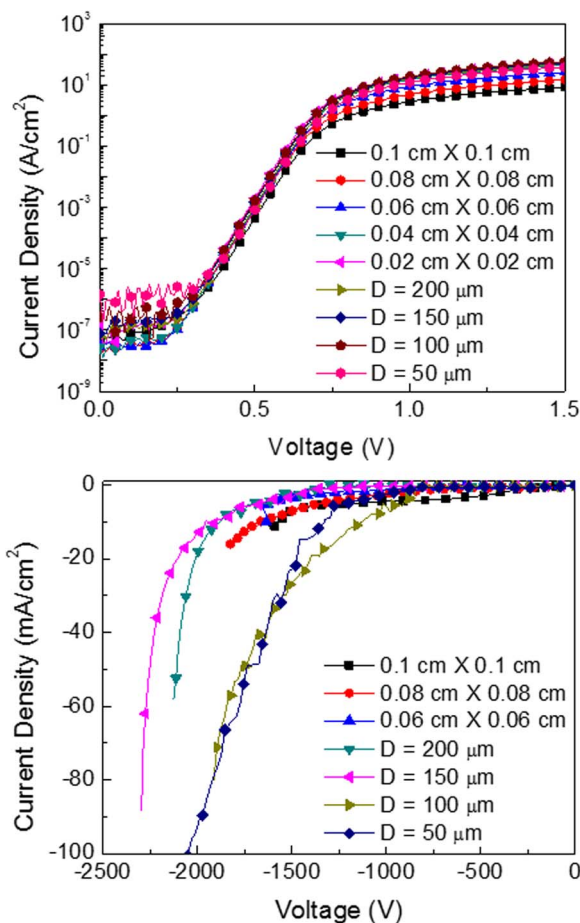 10³
10¹
10⁻¹
10⁻³
10⁻⁵
10⁻⁷
10⁻⁹
Current Density (A/cm²)
0.1 cm X 0.1 cm
0.08 cm X 0.08 cm
0.06 cm X 0.06 cm
0.04 cm X 0.04 cm
0.02 cm X 0.02 cm
D = 200 μm
D = 150 μm
D = 100 μm
D = 50 μm
0.0 0.5 1.0 1.5
Voltage (V)
0
-20
-40
-60
-80
-100
Current Density (mA/cm²)
0.1 cm X 0.1 cm
0.08 cm X 0.08 cm
0.06 cm X 0.06 cm
D = 200 μm
D = 150 μm
D = 100 μm
D = 50 μm
-2500 -2000 -1500 -1000 -500 0
Voltage (V)